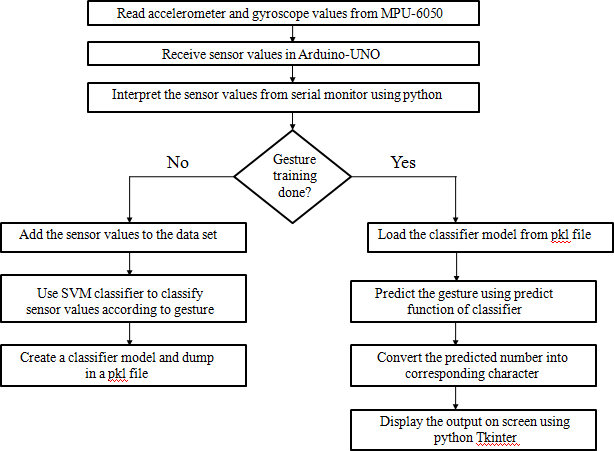 Read accelerometer and gyroscope values from MPU-6050
Receive sensor values in Arduino-UNO
Interpret the sensor values from serial monitor using python
Gesture
training
done?
No
Yes
Add the sensor values to the data set
Use SVM classifier to classify
sensor values according to gesture
Create a classifier model and dump
in a pkl file
Load the classifier model from pkl file
Predict the gesture using predict
function of classifier
Convert the predicted number into
corresponding character
Display the output on screen using
python Tkinter